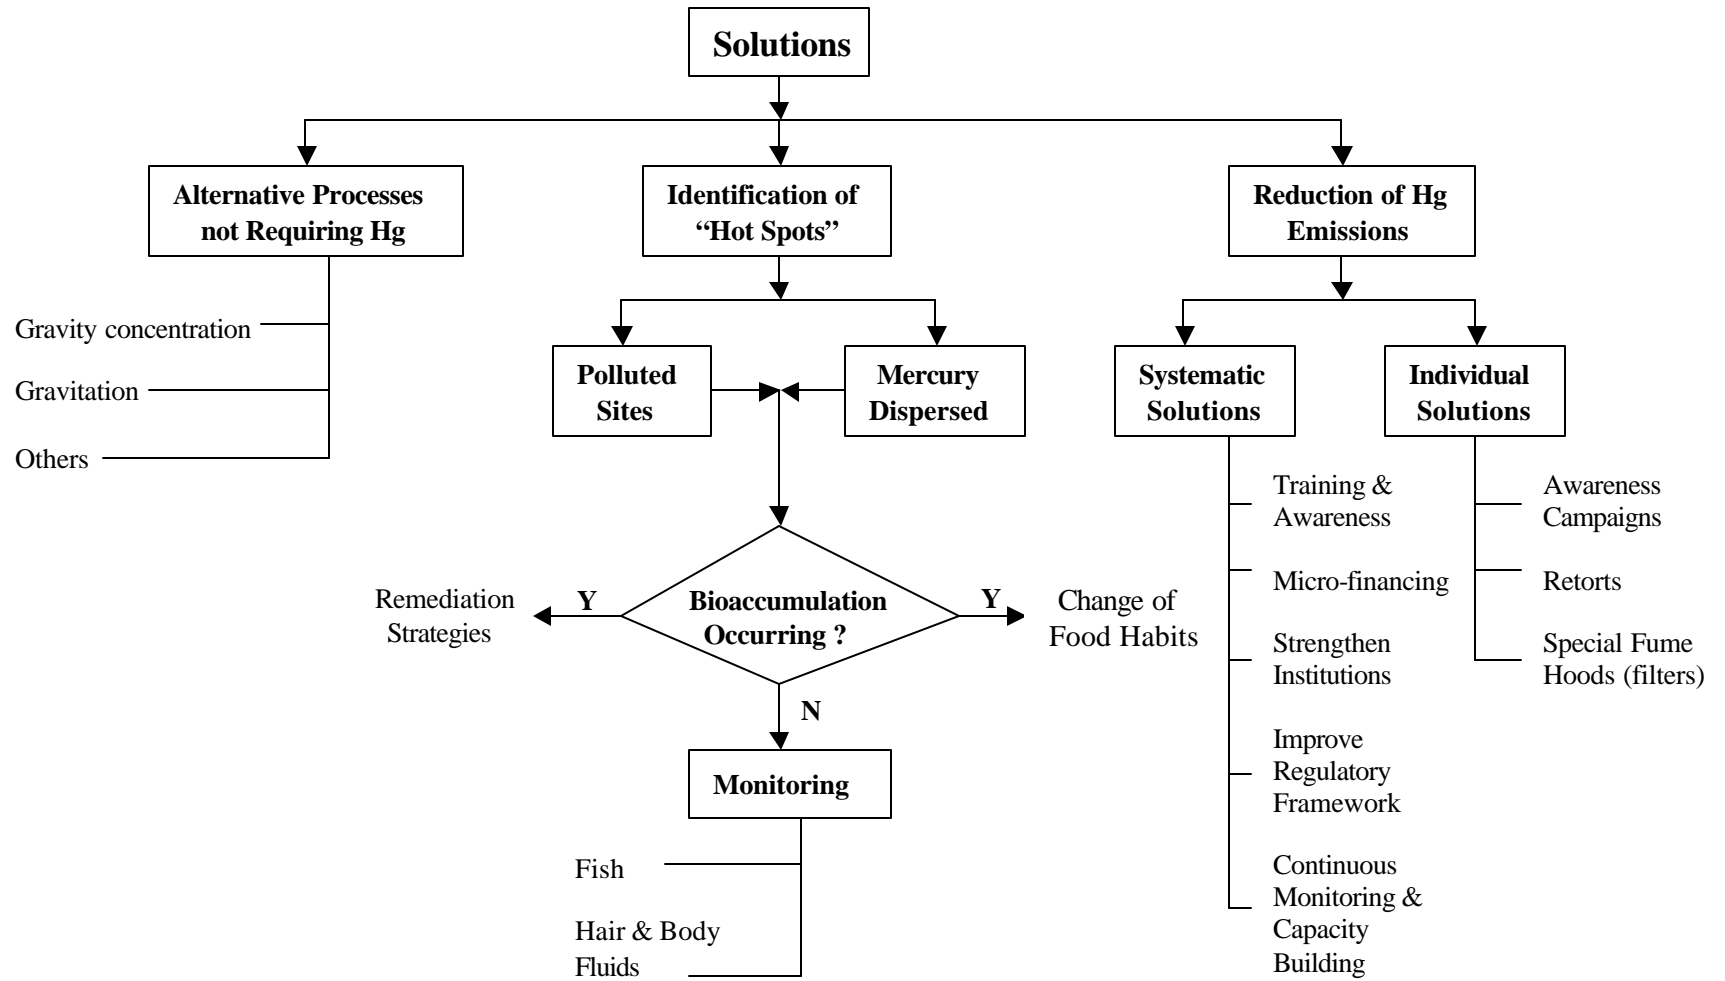 Solutions
Alternative Processes
not Requiring Hg
Identification of
“Hot Spots”
Reduction of Hg
Emissions
Gravity concentration
Gravitation
Others
Polluted
Sites
Mercury
Dispersed
Systematic
Solutions
Individual
Solutions
Training &
Awareness
Micro-financing
Strengthen
Institutions
Improve
Regulatory
Framework
Continuous
Monitoring &
Capacity
Building
Awareness
Campaigns
Retorts
Special Fume
Hoods (filters)
Remediation
Strategies
Y
Bioaccumulation
Occurring ?
Y
Change of
Food Habits
N
Monitoring
Fish
Hair & Body
Fluids